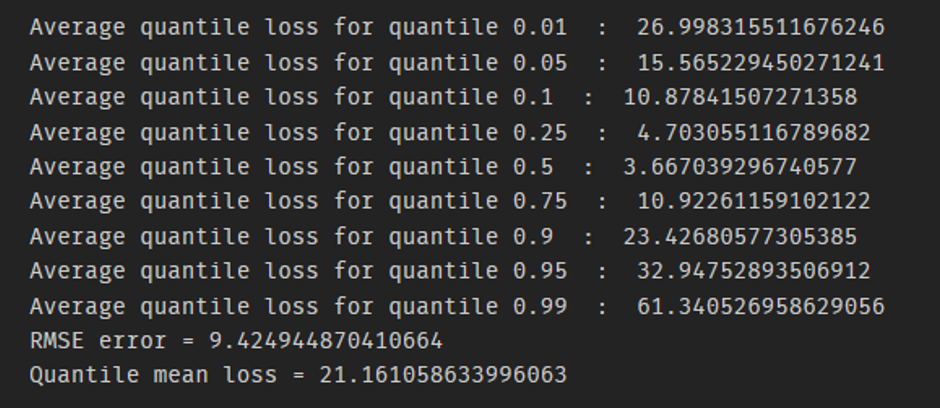 Average quantile loss for quantile 0.01  :  26.998315511676246
Average quantile loss for quantile 0.05  :  15.565229450271241
Average quantile loss for quantile 0.1  :  10.87841507271358
Average quantile loss for quantile 0.25  :  4.703055116789682
Average quantile loss for quantile 0.5  :  3.667039296740577
Average quantile loss for quantile 0.75  :  10.92261159102122
Average quantile loss for quantile 0.9  :  23.42680577305385
Average quantile loss for quantile 0.95  :  32.94752893506912
Average quantile loss for quantile 0.99  :  61.340526958629056
RMSE error = 9.424944870410664
Quantile mean loss = 21.161058633996063